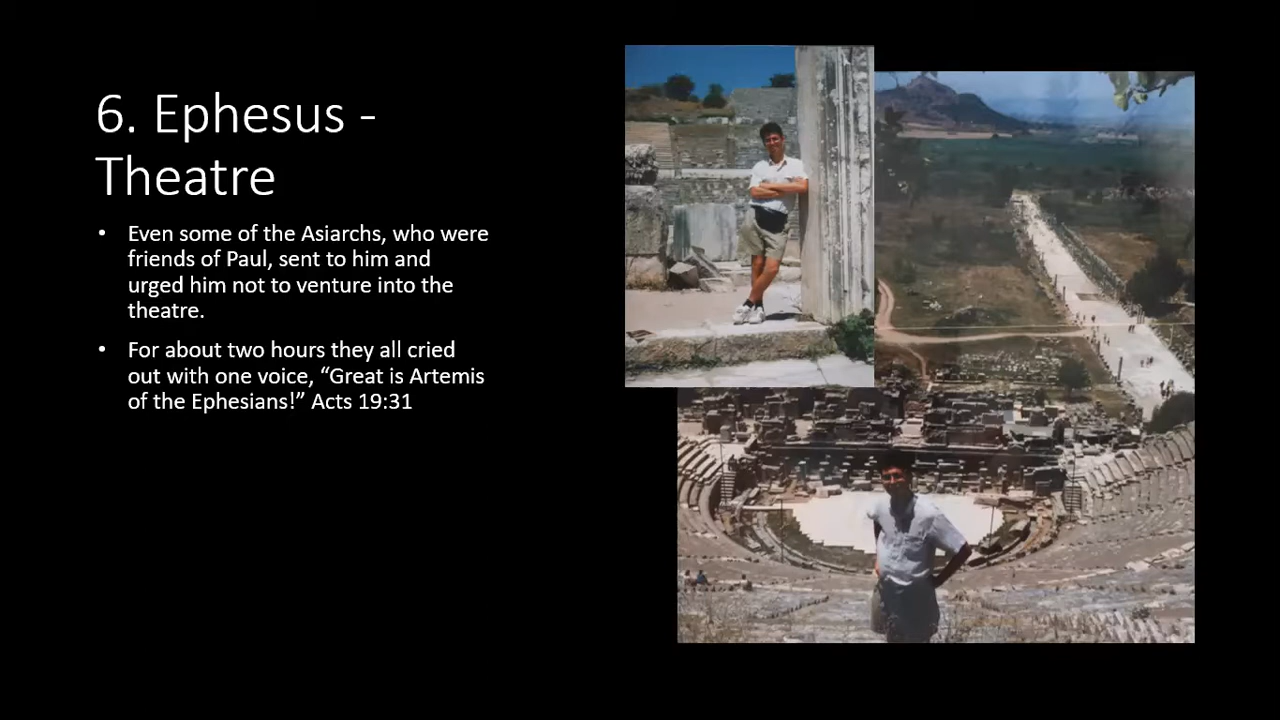 6. Ephesus -
Theatre
• Even some of the Asiarchs, who were
friends of Paul, sent to him and
urged him not to venture into the
theatre.
• For about two hours they all cried
out with one voice, “Great is Artemis
of the Ephesians!” Acts 19:31